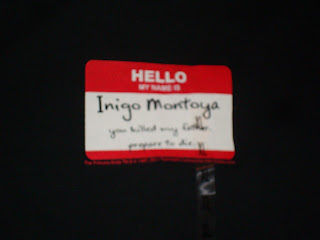 HELLO
MY NAME IS
Inigo Montoya
you killed my father
prepare to die.